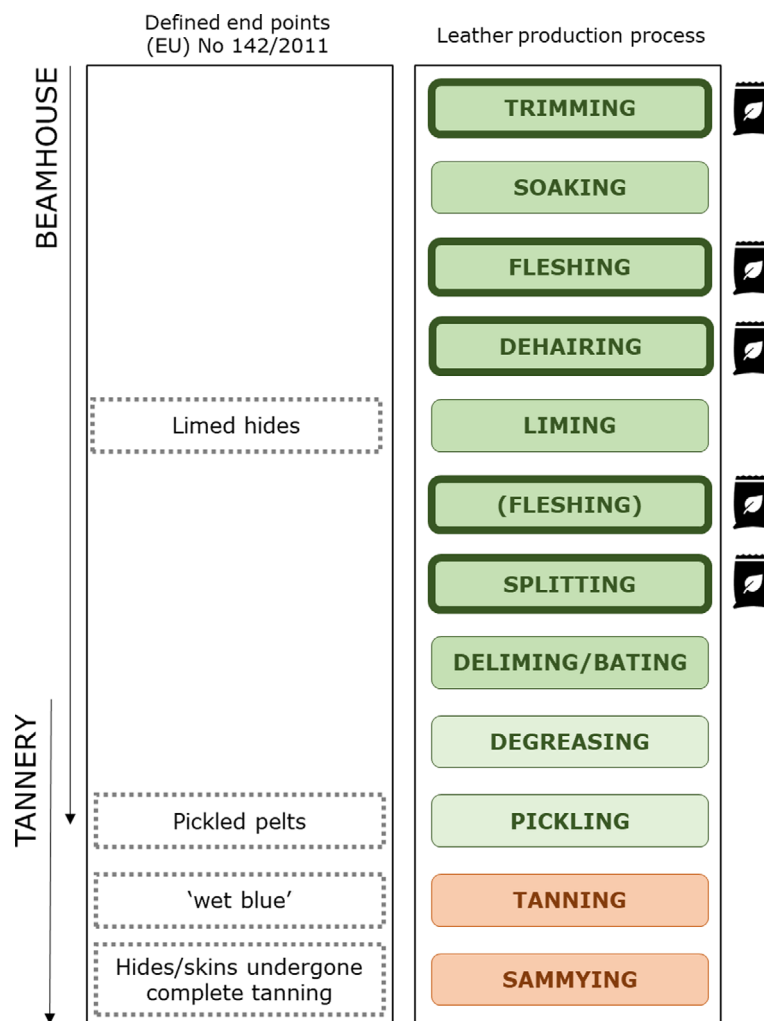 Defined end points
(EU) No 142/2011
Leather production process
BEAMHOUSE
TANNERY
TRIMMING
SOAKING
FLESHING
DEHAIRING
Limed hides
LIMING
(FLESHING)
SPLITTING
DELIMING/BATING
DEGREASING
Pickled pelts
PICKLING
‘wet blue’
TANNING
Hides/skins undergone
complete tanning
SAMMYING